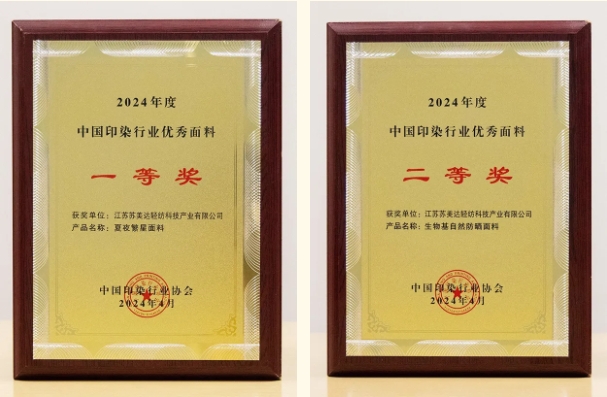 2024年度
中国印染行业优秀面料
一等奖
获奖单位：江苏苏美达轻纺科技产业有限公司
产品名称：夏夜繁星面料
中国印染行业协会
2024年4月
2024年度
中国印染行业优秀面料
二等奖
获奖单位：江苏苏美达轻纺科技产业有限公司
产品名称：生物基自然防晒面料
中国印染行业协会
2024年4月